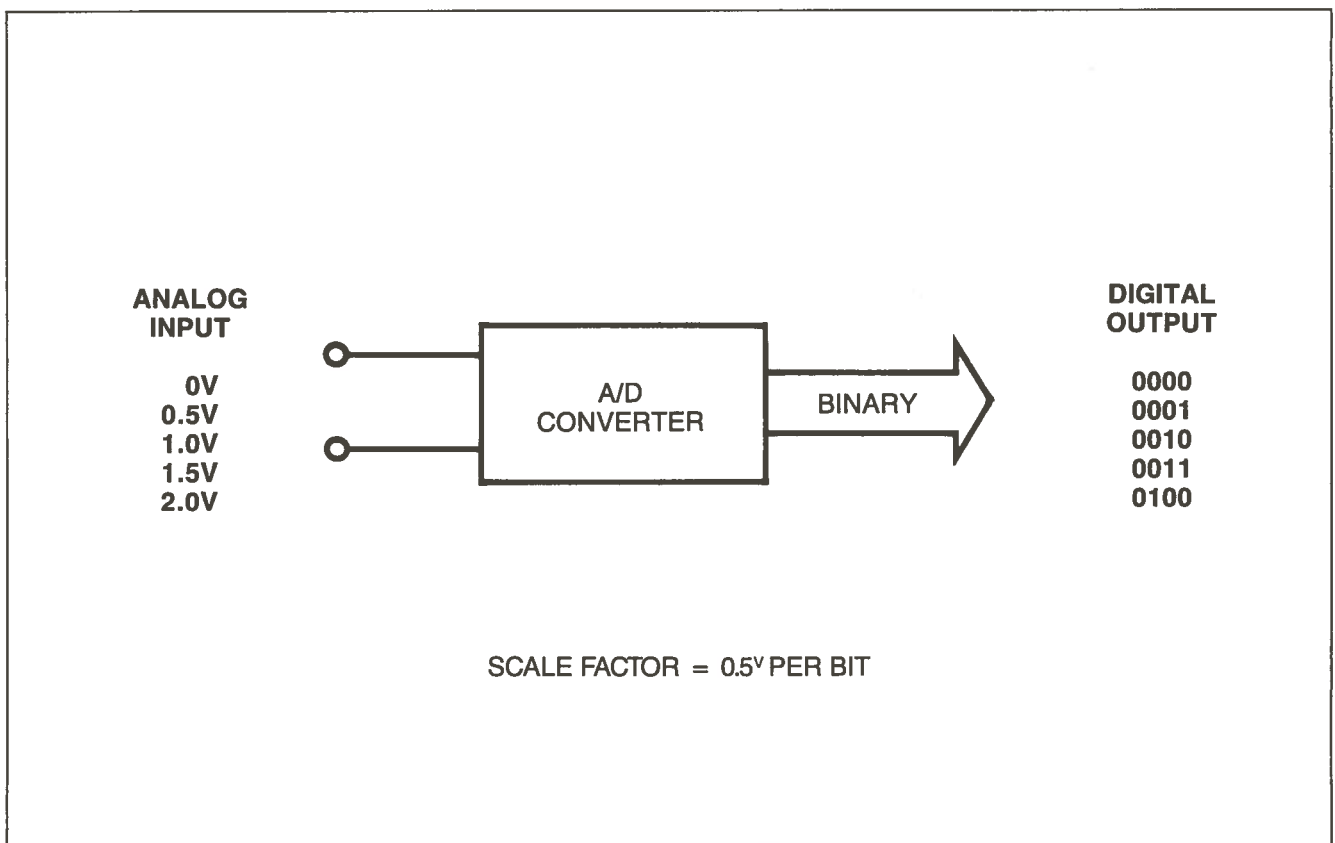 ANALOG
INPUT
0V
0.5V
1.0V
1.5V
2.0V
A/D
CONVERTER
BINARY
DIGITAL
OUTPUT
0000
0001
0010
0011
0100
SCALE FACTOR = 0.5V PER BIT